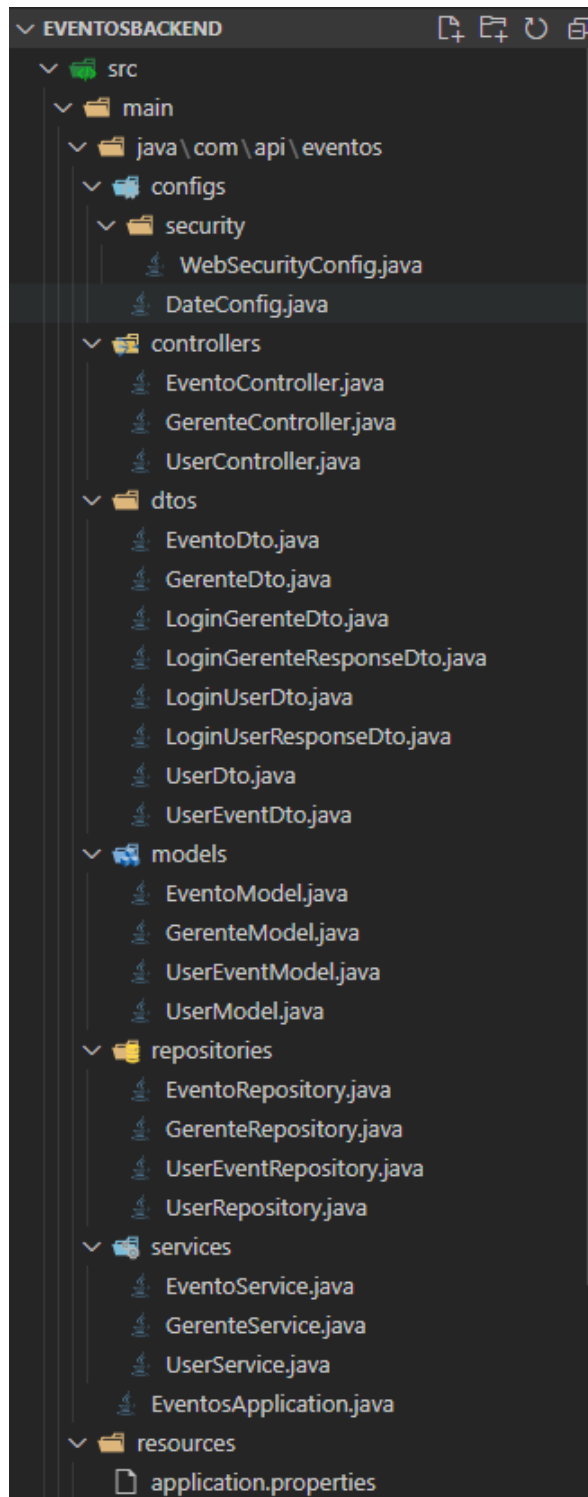 EVENTOSBACKEND
src
main
java\com\api\eventos
configs
security
WebSecurityConfig.java
DateConfig.java
controllers
EventoController.java
GerenteController.java
UserController.java
dtos
EventoDto.java
GerenteDto.java
LoginGerenteDto.java
LoginGerenteResponseDto.java
LoginUserDto.java
LoginUserResponseDto.java
UserDto.java
UserEventDto.java
models
EventoModel.java
GerenteModel.java
UserEventModel.java
UserModel.java
repositories
EventoRepository.java
GerenteRepository.java
UserEventRepository.java
UserRepository.java
services
EventoService.java
GerenteService.java
UserService.java
EventosApplication.java
resources
application.properties